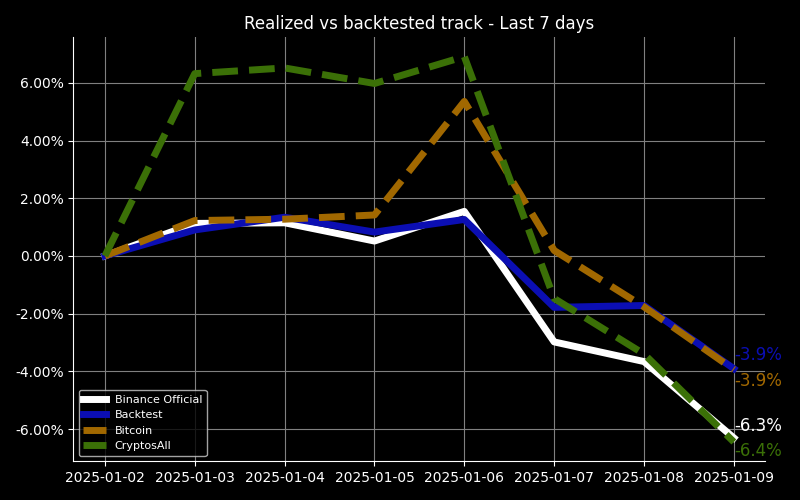 Realized vs backtested track - Last 7 days
6.00%
4.00%
2.00%
0.00%
-2.00%
-4.00%
-6.00%
-3.9%
-3.9%
-6.3%
-6.4%
Binance Official
Backtest
Bitcoin
CryptosAll
2025-01-02 2025-01-03 2025-01-04 2025-01-05 2025-01-06 2025-01-07 2025-01-08 2025-01-09